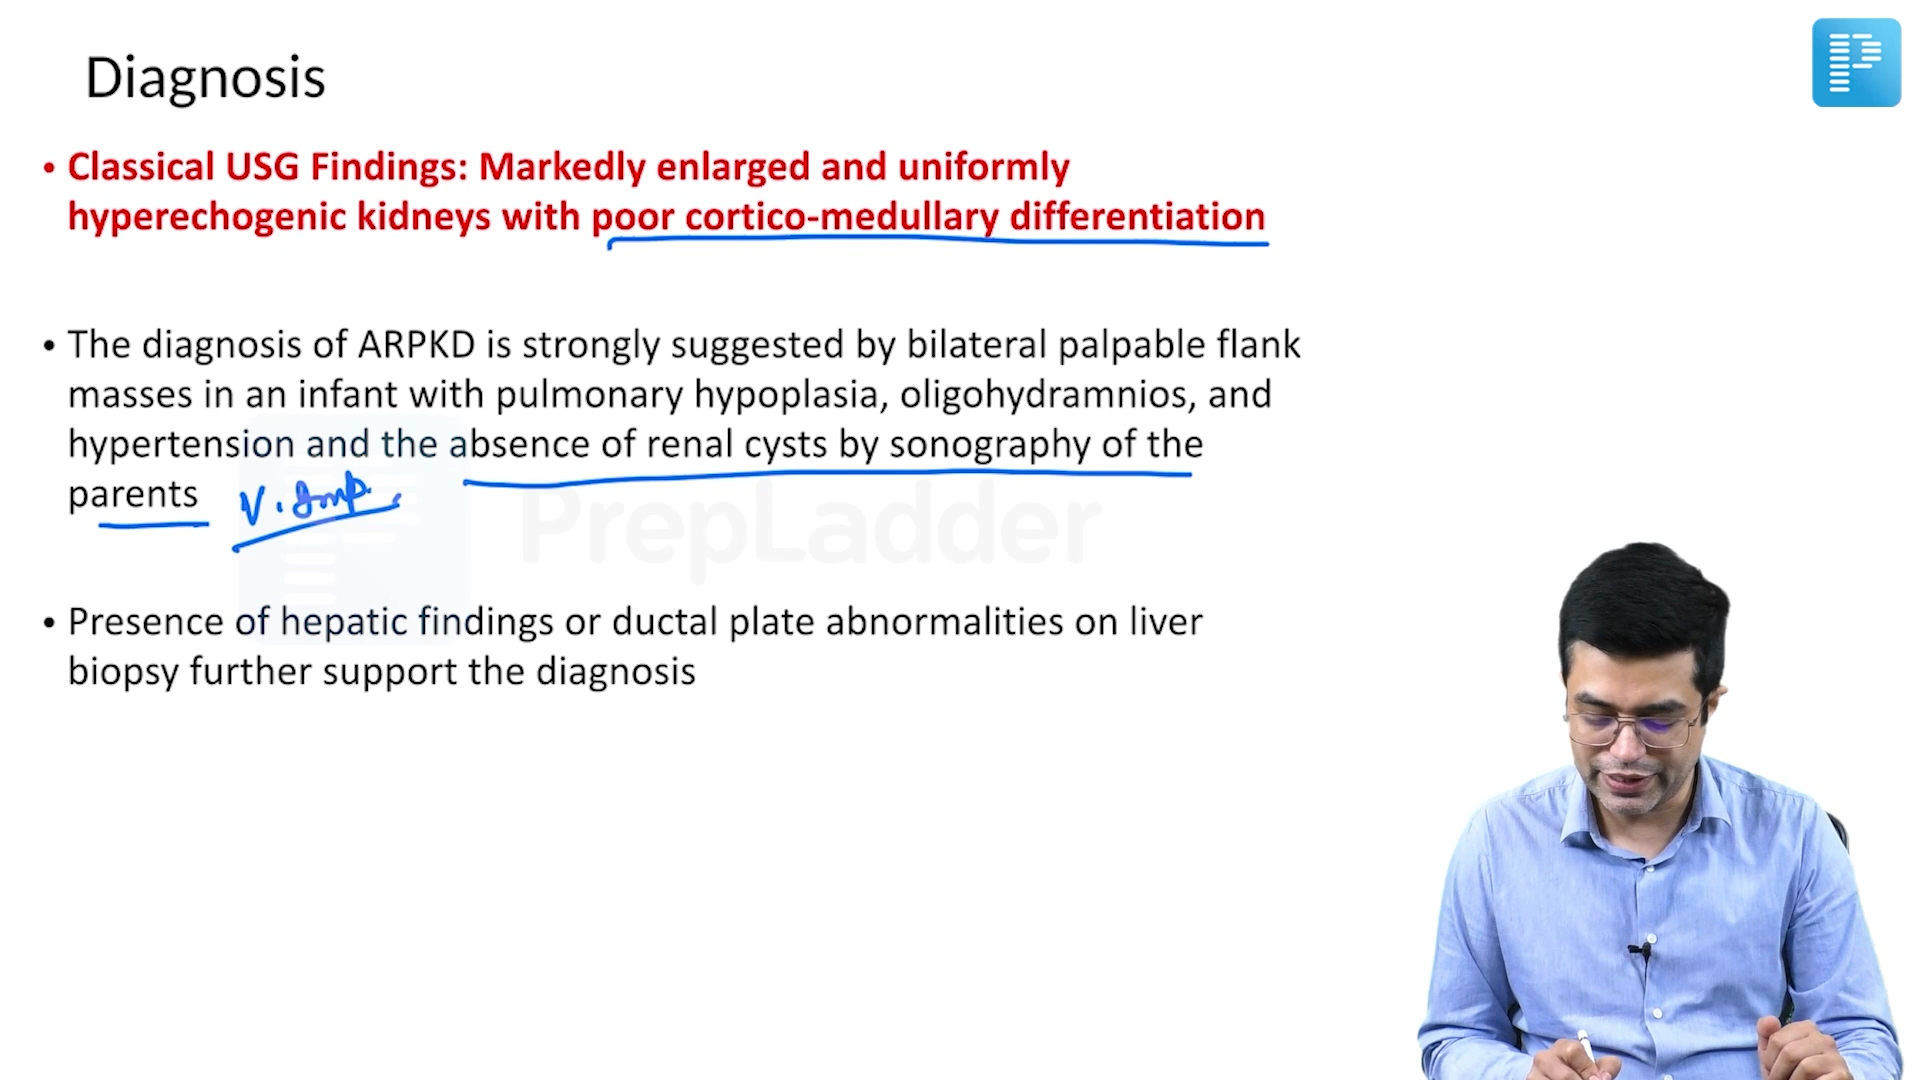 Diagnosis
• Classical USG Findings: Markedly enlarged and uniformly
hyperechogenic kidneys with poor cortico-medullary differentiation
• The diagnosis of ARPKD is strongly suggested by bilateral palpable flank
masses in an infant with pulmonary hypoplasia, oligohydramnios, and
hypertension and the absence of renal cysts by sonography of the
parents V. Imp.
PrepLadder
• Presence of hepatic findings or ductal plate abnormalities on liver
biopsy further support the diagnosis